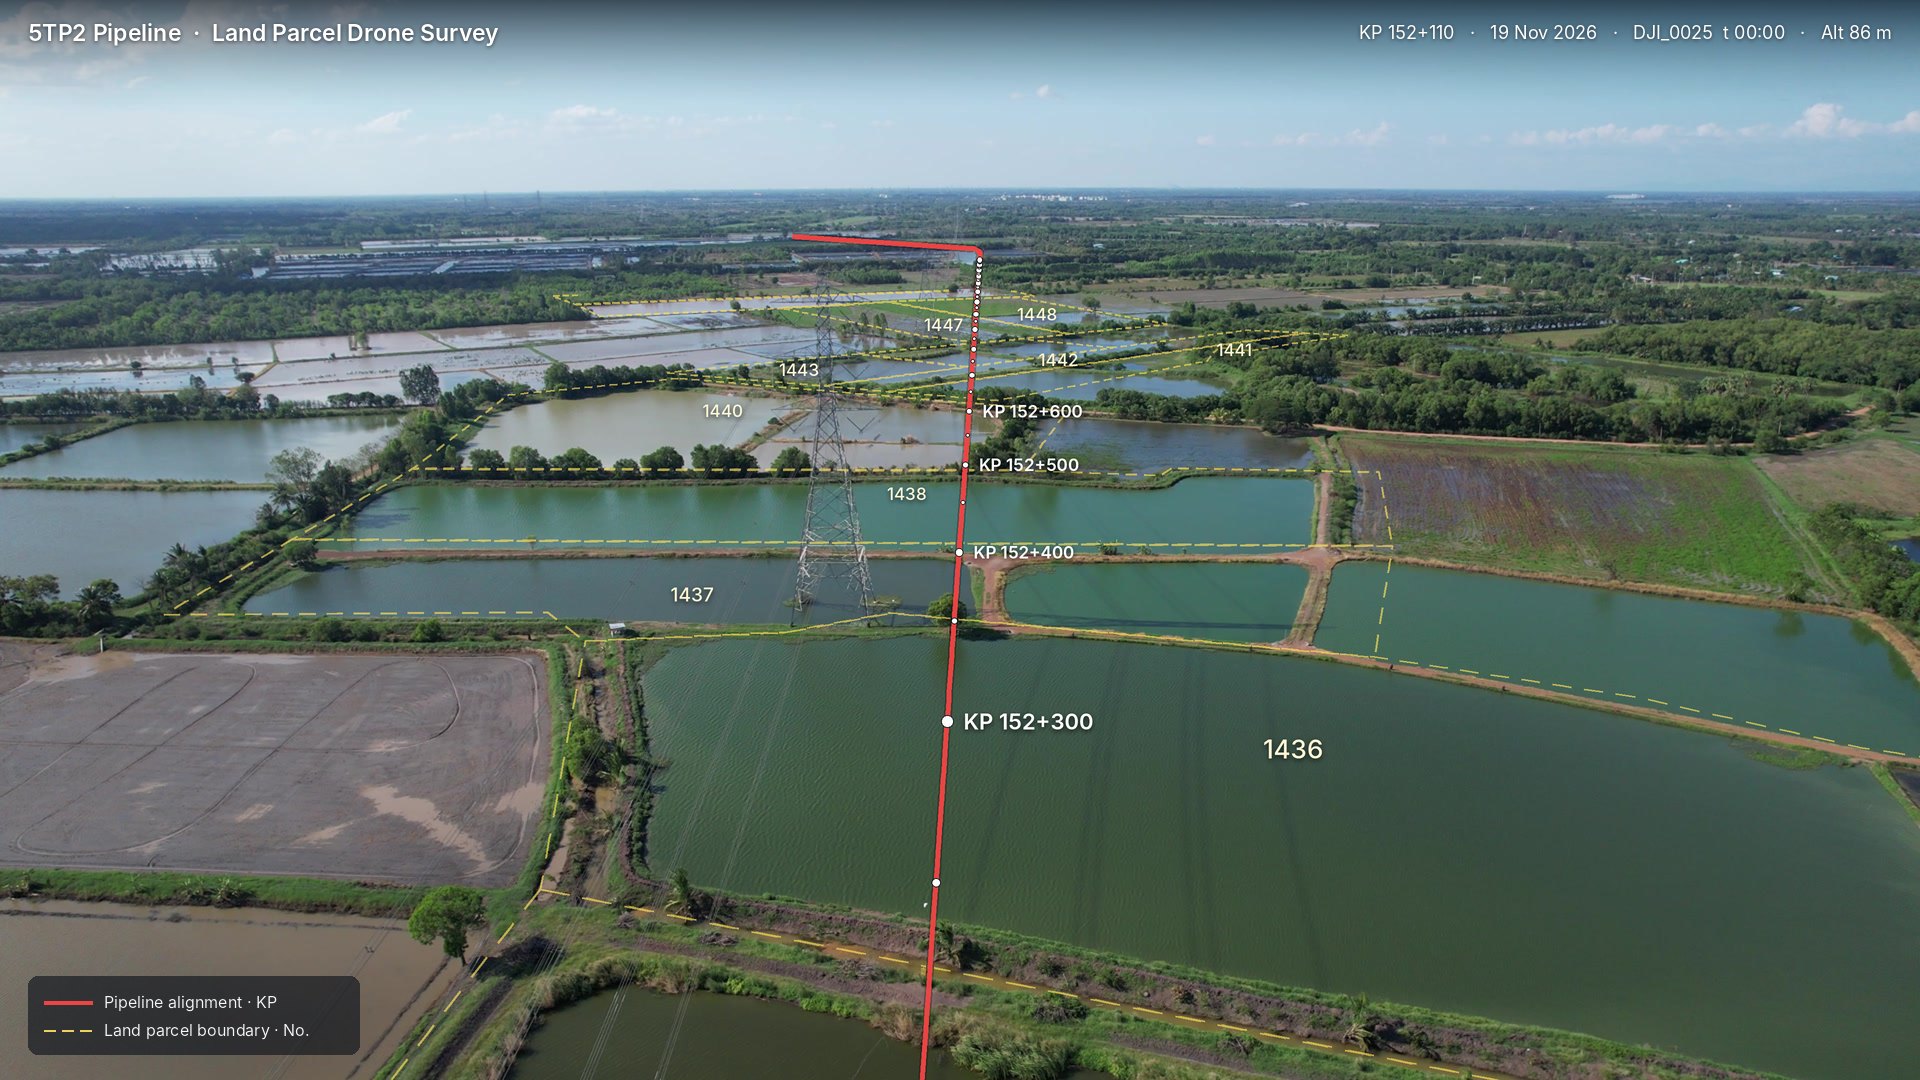 5TP2 Pipeline · Land Parcel Drone Survey
KP 152+110 · 19 Nov 2026 · DJI_0025 t 00:00 · Alt 86 m
1448
1447
1441
1442
1443
1440
KP 152+600
KP 152+500
1438
KP 152+400
1437
KP 152+300
1436
Pipeline alignment · KP
Land parcel boundary · No.